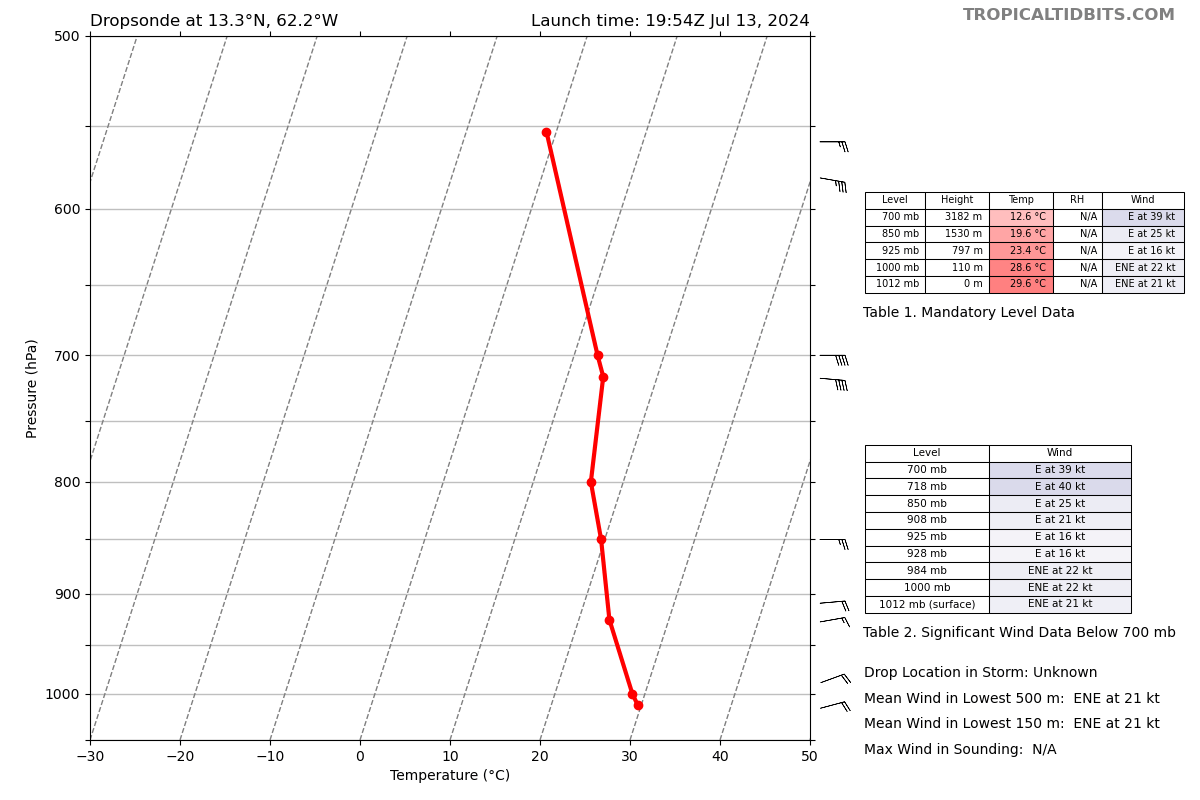 Dropsonde at 13.3°N, 62.2°W
Launch time: 19:54Z Jul 13, 2024
TROPICALTIDBITS.COM
500
600
700
800
900
1000
Pressure (hPa)
−30 −20 −10 0 10 20 30 40 50
Temperature (°C)
Level Height Temp RH Wind
700 mb 3182 m 12.6 °C N/A E at 39 kt
850 mb 1530 m 19.6 °C N/A E at 25 kt
925 mb 797 m 23.4 °C N/A E at 16 kt
1000 mb 110 m 28.6 °C N/A ENE at 22 kt
1012 mb 0 m 29.6 °C N/A ENE at 21 kt
Table 1. Mandatory Level Data
Level Wind
700 mb E at 39 kt
718 mb E at 40 kt
850 mb E at 25 kt
908 mb E at 21 kt
925 mb E at 16 kt
928 mb E at 16 kt
984 mb ENE at 22 kt
1000 mb ENE at 22 kt
1012 mb (surface) ENE at 21 kt
Table 2. Significant Wind Data Below 700 mb
Drop Location in Storm: Unknown
Mean Wind in Lowest 500 m: ENE at 21 kt
Mean Wind in Lowest 150 m: ENE at 21 kt
Max Wind in Sounding: N/A